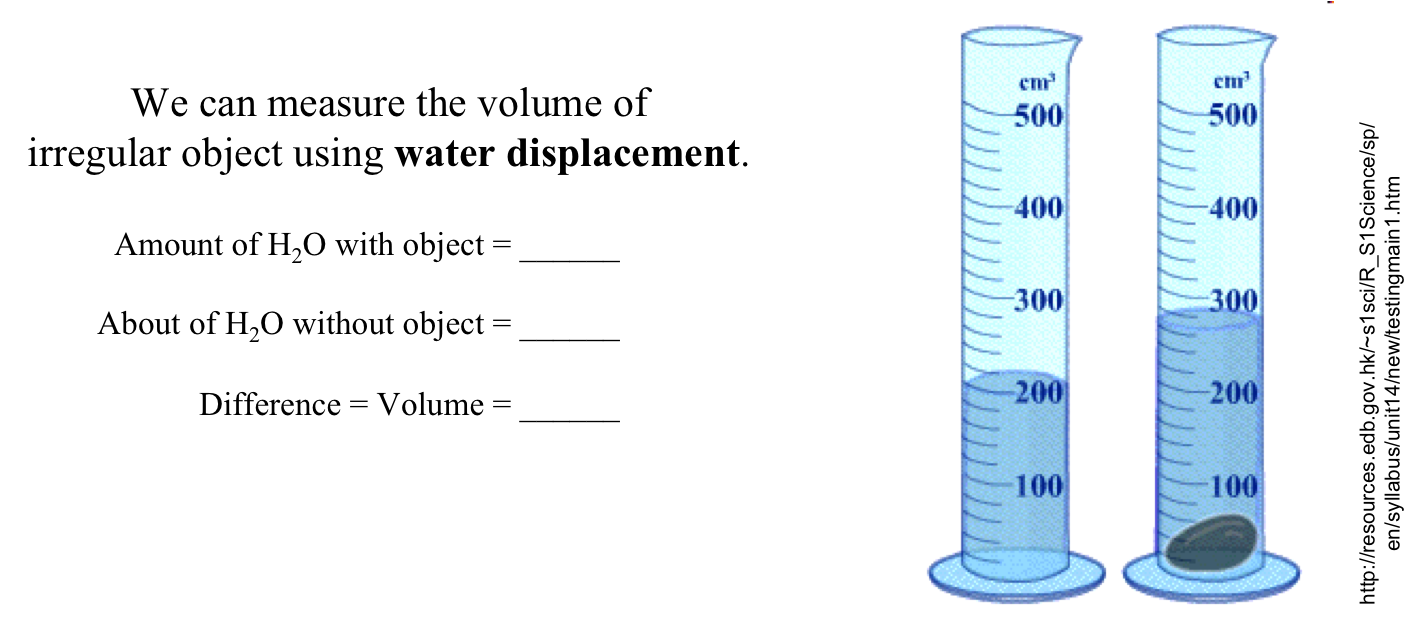 We can measure the volume of
irregular object using water displacement.
Amount of H₂O with object = ______
About of H₂O without object = ______
Difference = Volume = ______
cm³
500
400
300
200
100
cm³
500
400
300
200
100
http://resources.edb.gov.hk/~s1sci/R_S1Science/sp/
en/syllabus/unit14/new/testingmain1.htm